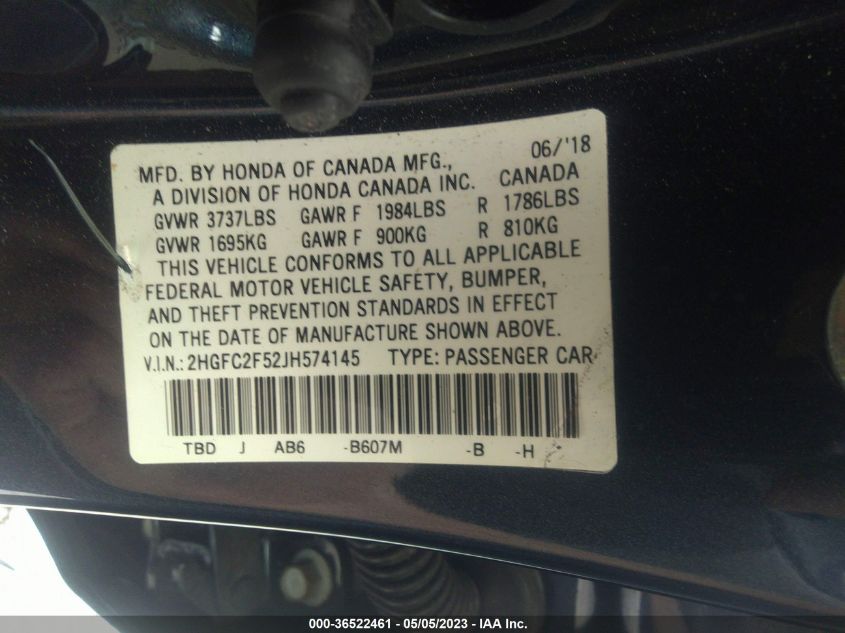 MFD. BY HONDA OF CANADA MFG., 06/'18
A DIVISION OF HONDA CANADA INC. CANADA
GVWR 3737LBS GAWR F 1984LBS R 1786LBS
GVWR 1695KG GAWR F 900KG R 810KG
THIS VEHICLE CONFORMS TO ALL APPLICABLE
FEDERAL MOTOR VEHICLE SAFETY, BUMPER,
AND THEFT PREVENTION STANDARDS IN EFFECT
ON THE DATE OF MANUFACTURE SHOWN ABOVE.
V.I.N.: 2HGFC2F52JH574145 TYPE: PASSENGER CAR
TBD J AB6 -B607M -B -H
000-36522461 - 05/05/2023 - IAA Inc.